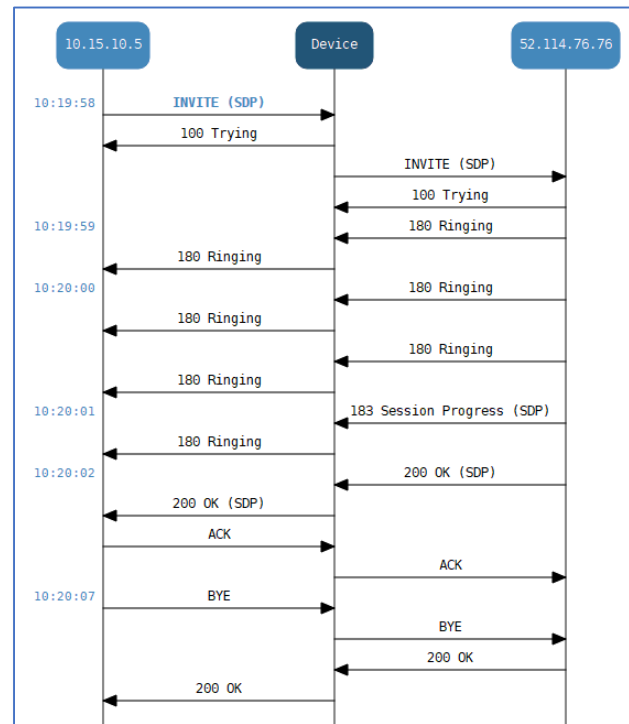 10.15.10.5 Device 52.114.76.76
10:19:58 INVITE (SDP)
100 Trying
INVITE (SDP)
100 Trying
10:19:59 180 Ringing
180 Ringing
10:20:00 180 Ringing
180 Ringing
180 Ringing
180 Ringing
10:20:01 183 Session Progress (SDP)
180 Ringing
10:20:02 200 OK (SDP)
200 OK (SDP)
ACK
ACK
10:20:07 BYE
BYE
200 OK
200 OK